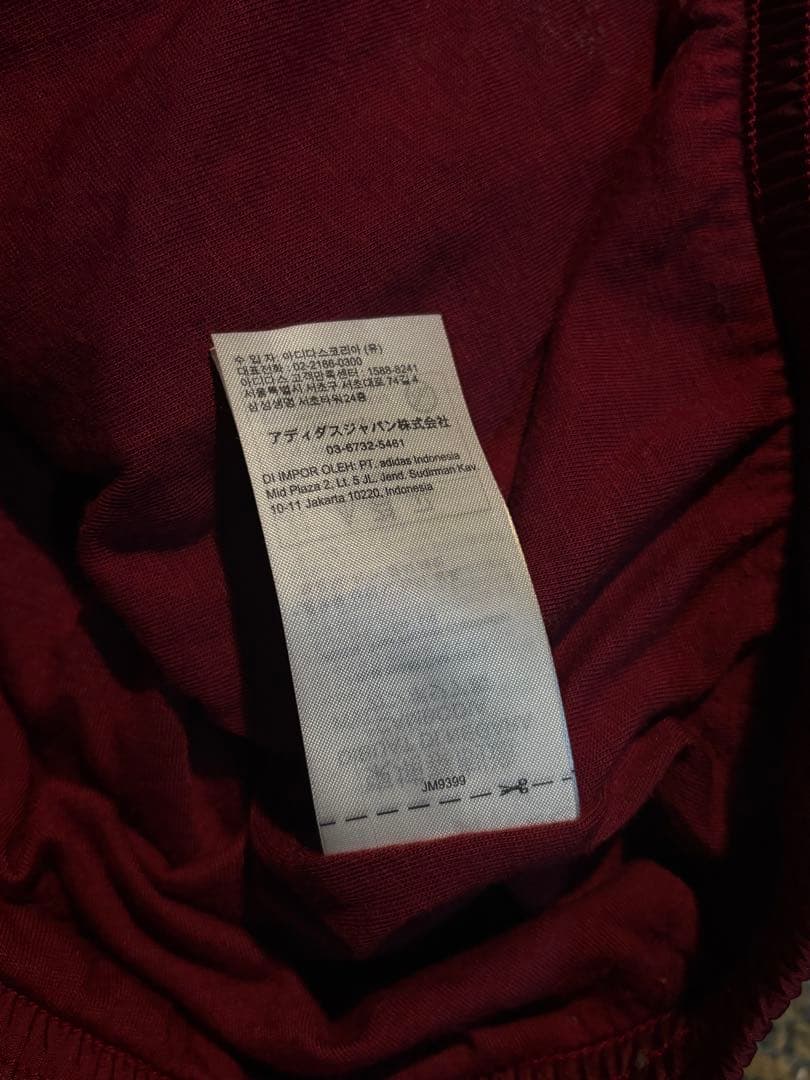 수 입 자. 아디다스코리아 (유)
대표전화 : 02-2186-0300
아디다스 고객만족센터 : 1588-8241
서울특별시 서초구 서초대로 74길 4
삼성생명 서초타워24층
アディダスジャパン株式会社
03-6732-5461
DI IMPOR OLEH: PT. adidas Indonesia
Mid Plaza 2, Lt. 5 JL. Jend. Sudirman Kav.
10-11 Jakarta 10220, Indonesia
JM9399